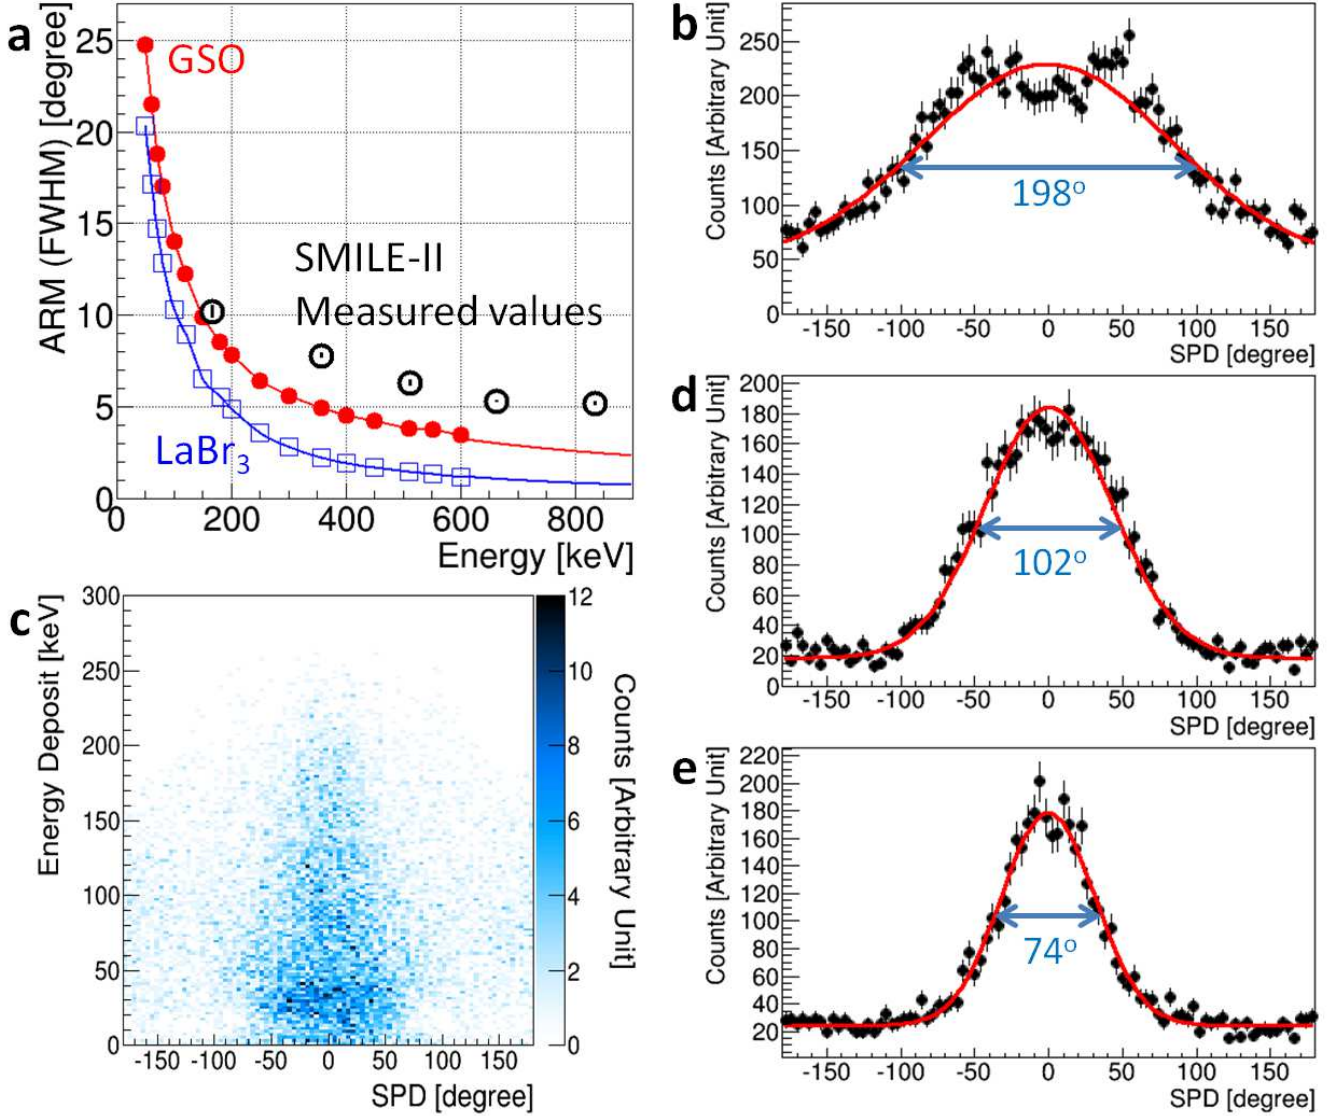 a
ARM (FWHM) [degree]
25
20
15
10
5
0
GSO
SMILE-II
Measured values
LaBr3
0 200 400 600 800
Energy [keV]
b
Counts [Arbitrary Unit]
250
200
150
100
50
0
198o
-150 -100 -50 0 50 100 150
SPD [degree]
c
Energy Deposit [keV]
300
250
200
150
100
50
0
-150 -100 -50 0 50 100 150
SPD [degree]
12
10
8
6
4
2
0
Counts [Arbitrary Unit]
d
Counts [Arbitrary Unit]
200
180
160
140
120
100
80
60
40
20
0
102o
-150 -100 -50 0 50 100 150
SPD [degree]
e
Counts [Arbitrary Unit]
220
200
180
160
140
120
100
80
60
40
20
74o
-150 -100 -50 0 50 100 150
SPD [degree]